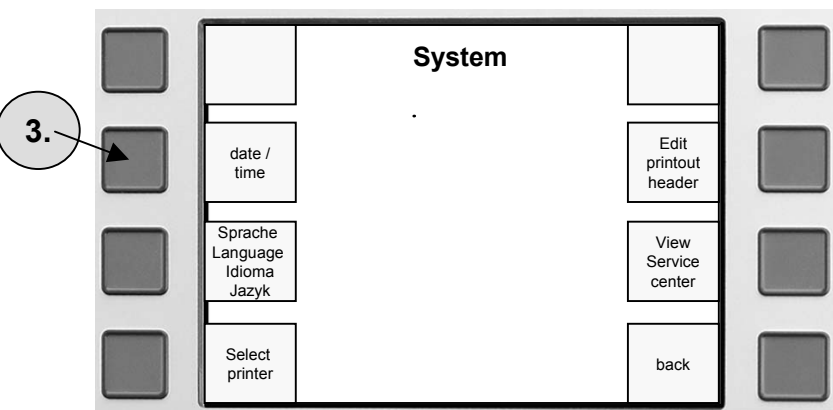 System
3.
date /
time
Edit
printout
header
Sprache
Language
Idioma
Jazyk
View
Service
center
Select
printer
back